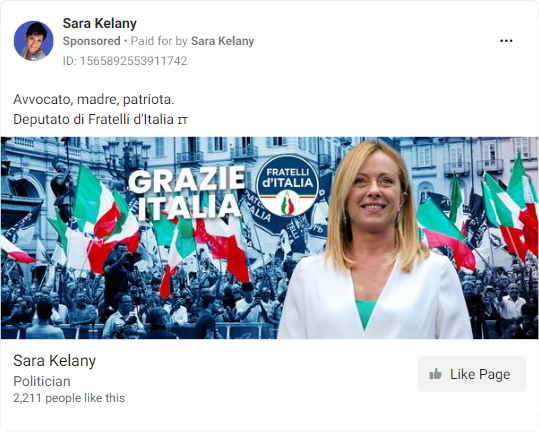 Sara Kelany
Sponsored • Paid for by Sara Kelany
ID: 1565892553911742
Avvocato, madre, patriota.
Deputato di Fratelli d'Italia IT
GRAZIE
ITALIA
FRATELLI
d'ITALIA
Sara Kelany
Politician
2,211 people like this
Like Page